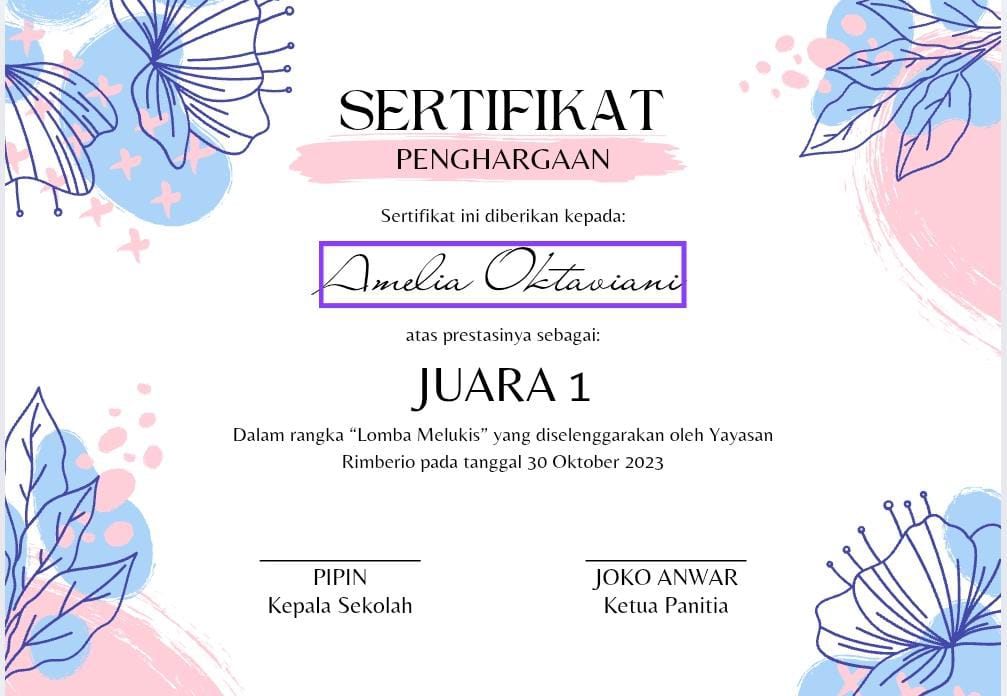 SERTIFIKAT
PENGHARGAAN
Sertifikat ini diberikan kepada:
Amelia Oktaviani
atas prestasinya sebagai:
JUARA 1
Dalam rangka “Lomba Melukis” yang diselenggarakan oleh Yayasan
Rimberio pada tanggal 30 Oktober 2023
PIPIN
Kepala Sekolah
JOKO ANWAR
Ketua Panitia